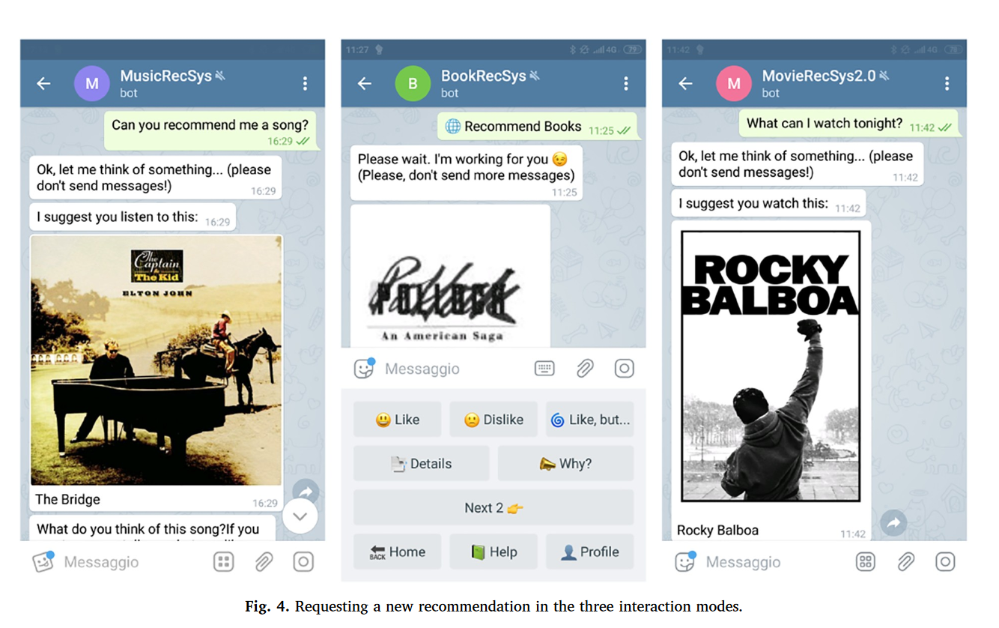 MusicRecSys
bot
Can you recommend me a song?
16:29
Ok, let me think of something... (please
don't send messages!)
16:29
I suggest you listen to this:
16:29
The Captain
&
The Kid
ELTON JOHN
The Bridge
16:29
What do you think of this song?If you
Messaggio
11:27
4G
79
BookRecSys
bot
Recommend Books
11:25
Please wait. I'm working for you
(Please, don't send more messages)
11:25
POLLOCK
An American Saga
Messaggio
Like
Dislike
Like, but...
Details
Why?
Next 2
BACK
Home
Help
Profile
11:42
4G
MovieRecSys2.0
bot
What can I watch tonight?
11:42
Ok, let me think of something... (please
don't send messages!)
11:42
I suggest you watch this:
11:42
ROCKY
BALBOA
Rocky Balboa
11:42
Messaggio
Fig. 4. Requesting a new recommendation in the three interaction modes.